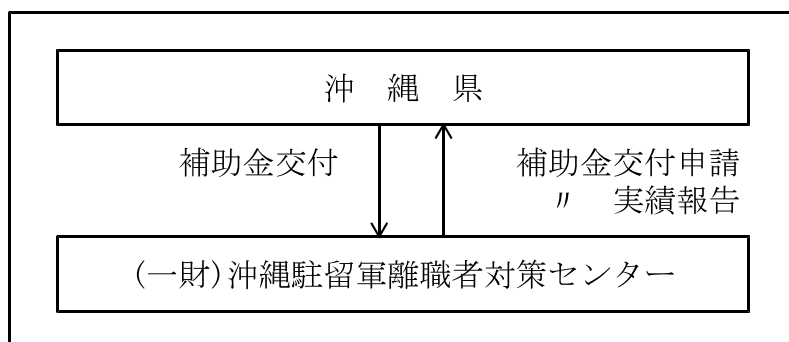 沖　縄　県
補助金交付
補助金交付申請
〃　実績報告
(一財)沖縄駐留軍離職者対策センター